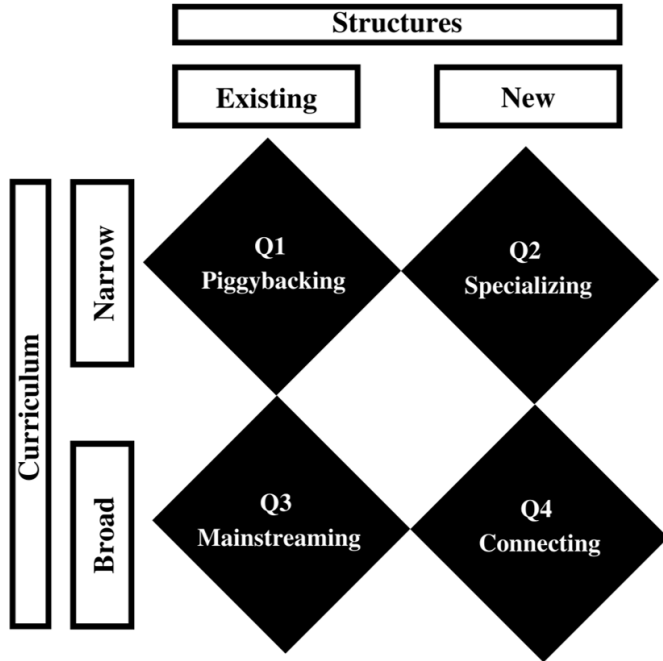 Structures
Existing
New
Curriculum
Narrow
Q1
Piggybacking
Q2
Specializing
Broad
Q3
Mainstreaming
Q4
Connecting